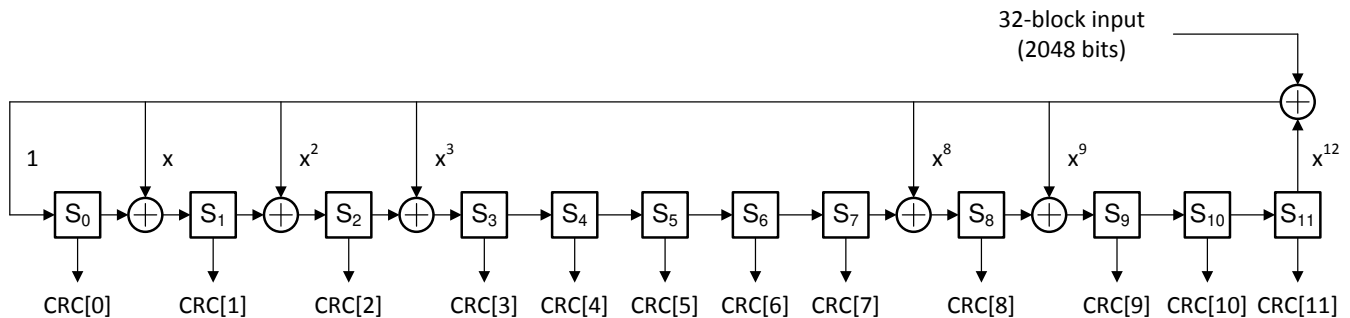 32-block input
(2048 bits)
1 x x² x³ x⁸ x⁹ x¹²
S₀ S₁ S₂ S₃ S₄ S₅ S₆ S₇ S₈ S₉ S₁₀ S₁₁
CRC[0] CRC[1] CRC[2] CRC[3] CRC[4] CRC[5] CRC[6] CRC[7] CRC[8] CRC[9] CRC[10] CRC[11]